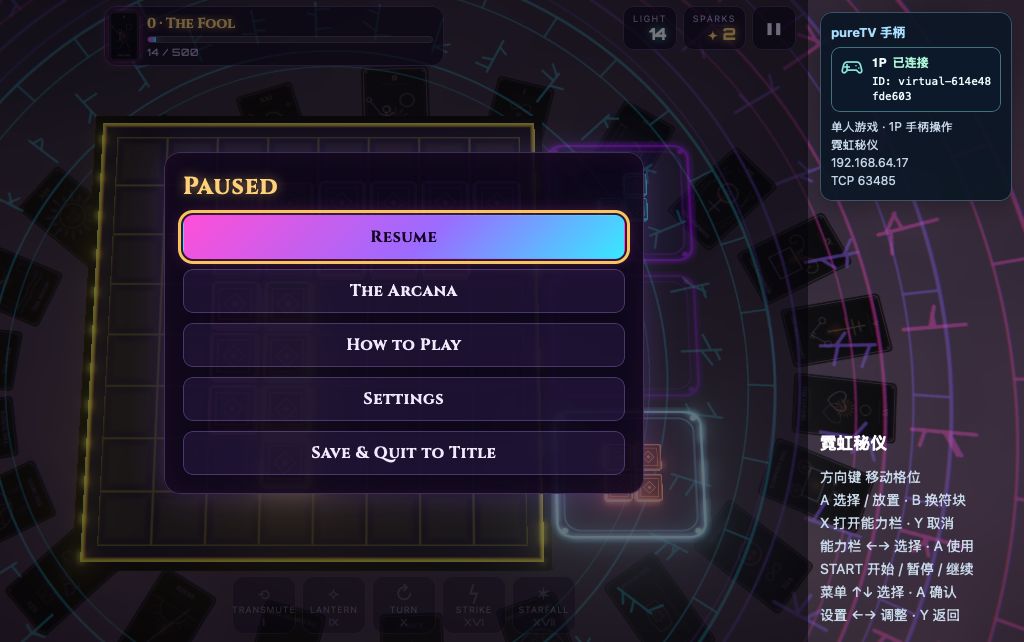 0 · The Fool
14 / 500
LIGHT
14
SPARKS
✦ 2
Paused
Resume
The Arcana
How to Play
Settings
Save & Quit to Title
TRANSMUTE
I
LANTERN
IX
TURN
X
STRIKE
XVI
STARFALL
XVII
pureTV 手柄
1P 已连接
ID: virtual-614e48
fde603
单人游戏 · 1P 手柄操作
霓虹秘仪
192.168.64.17
TCP 63485
霓虹秘仪
方向键 移动格位
A 选择 / 放置 · B 换符块
X 打开能力栏 · Y 取消
能力栏 ←→ 选择 · A 使用
START 开始 / 暂停 / 继续
菜单 ↑↓ 选择 · A 确认
设置 ←→ 调整 · Y 返回